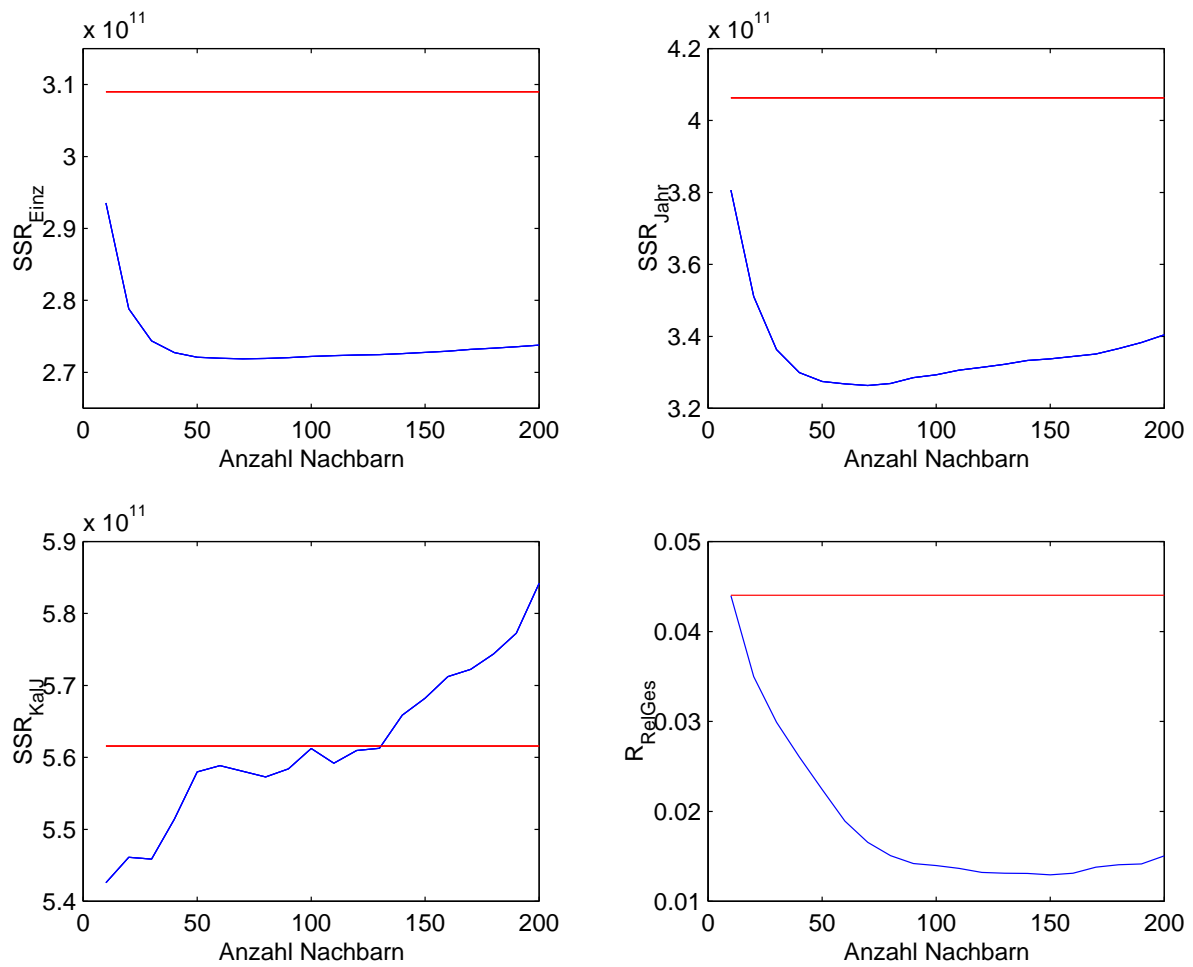 x 10^11
3.1
3
2.9
2.8
2.7
0 50 100 150 200
SSR_Einz
Anzahl Nachbarn
x 10^11
4.2
4
3.8
3.6
3.4
3.2
0 50 100 150 200
SSR_Jahr
Anzahl Nachbarn
x 10^11
5.9
5.8
5.7
5.6
5.5
5.4
0 50 100 150 200
SSR_KalJ
Anzahl Nachbarn
0.05
0.04
0.03
0.02
0.01
0 50 100 150 200
R_RelGes
Anzahl Nachbarn